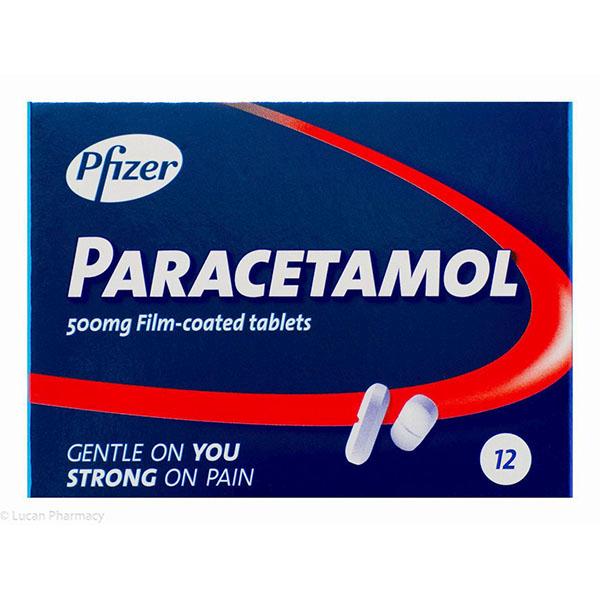 Pfizer
PARACETAMOL
500mg Film-coated tablets
GENTLE ON YOU
STRONG ON PAIN
12
© Lucan Pharmacy